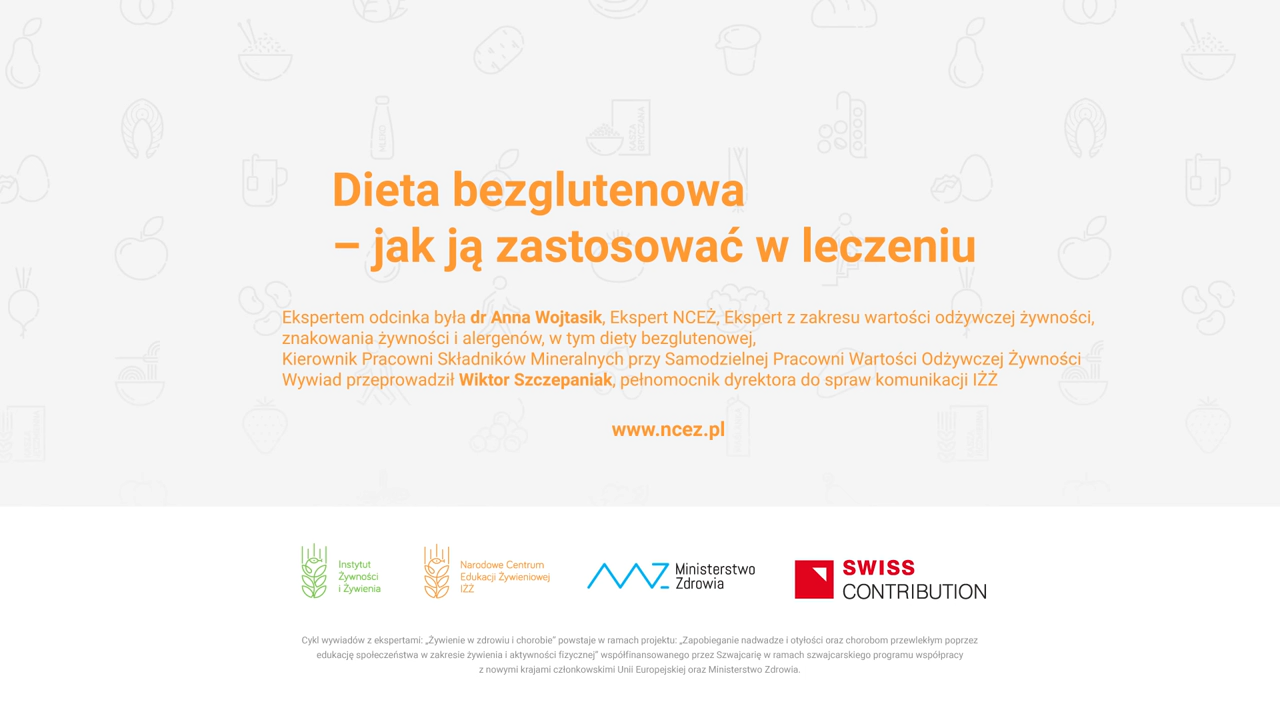 Dieta bezglutenowa
– jak ją zastosować w leczeniu
Ekspertem odcinka była dr Anna Wojtasik, Ekspert NCEŻ, Ekspert z zakresu wartości odżywczej żywności,
znakowania żywności i alergenów, w tym diety bezglutenowej,
Kierownik Pracowni Składników Mineralnych przy Samodzielnej Pracowni Wartości Odżywczej Żywności
Wywiad przeprowadził Wiktor Szczepaniak, pełnomocnik dyrektora do spraw komunikacji IŻŻ
www.ncez.pl
Instytut
Żywności
i Żywienia
Narodowe Centrum
Edukacji Żywieniowej
IŻŻ
Ministerstwo
Zdrowia
SWISS
CONTRIBUTION
Cykl wywiadów z ekspertami: „Żywienie w zdrowiu i chorobie” powstaje w ramach projektu: „Zapobieganie nadwadze i otyłości oraz chorobom przewlekłym poprzez
edukację społeczeństwa w zakresie żywienia i aktywności fizycznej” współfinansowanego przez Szwajcarię w ramach szwajcarskiego programu współpracy
z nowymi krajami członkowskimi Unii Europejskiej oraz Ministerstwo Zdrowia.
MLEKO
KASZA
GRYCZANA